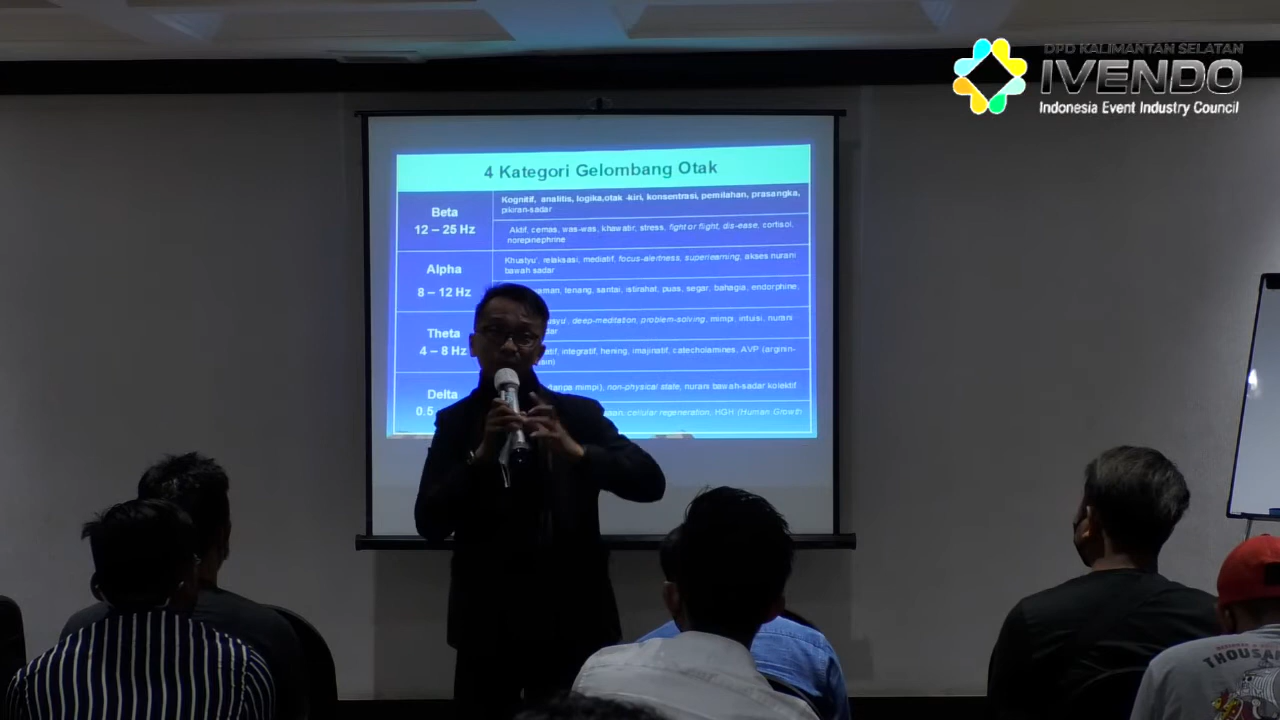 DPD KALIMANTAN SELATAN
IVENDO
Indonesia Event Industry Council
4 Kategori Gelombang Otak
Beta
12 – 25 Hz
Kognitif, analitis, logika,otak -kiri, konsentrasi, pemilahan, prasangka,
pikiran-sadar
Aktif, cemas, was-was, khawatir, stress, fight or flight, dis-ease, cortisol,
norepinephrine
Alpha
8 – 12 Hz
Khusyu', relaksasi, meditatif, focus-alertness, superlearning, akses nurani
bawah sadar
tenang, santai, istirahat, puas, segar, bahagia, endorphine,
Theta
4 – 8 Hz
deep-meditation, problem-solving, mimpi, intuisi, nurani
integratif, hening, imajinatif, catecholamines, AVP (arginin-
Delta
0.5
(tanpa mimpi), non-physical state, nurani bawah-sadar kolektif
cellular regeneration, HGH (Human Growth
THOUSA